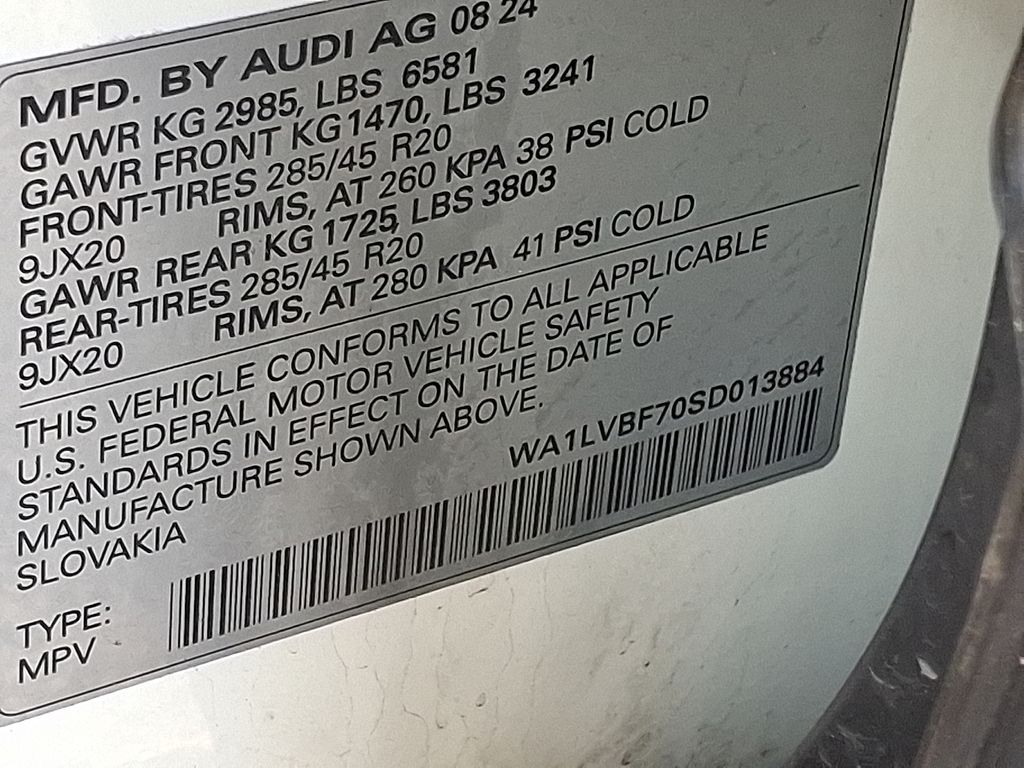 MFD. BY AUDI AG 08 24
GVWR KG 2985, LBS 6581
GAWR FRONT KG 1470, LBS 3241
FRONT-TIRES 285/45 R20
9JX20 RIMS, AT 260 KPA 38 PSI COLD
GAWR REAR KG 1725, LBS 3803
REAR-TIRES 285/45 R20
9JX20 RIMS, AT 280 KPA 41 PSI COLD
THIS VEHICLE CONFORMS TO ALL APPLICABLE
U.S. FEDERAL MOTOR VEHICLE SAFETY
STANDARDS IN EFFECT ON THE DATE OF
MANUFACTURE SHOWN ABOVE.
SLOVAKIA
WA1LVBF70SD013884
TYPE:
MPV